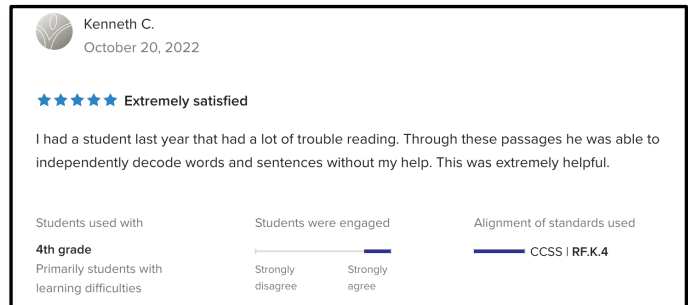 Kenneth C.
October 20, 2022
Extremely satisfied
I had a student last year that had a lot of trouble reading. Through these passages he was able to
independently decode words and sentences without my help. This was extremely helpful.
Students used with
4th grade
Primarily students with
learning difficulties
Students were engaged
Strongly
disagree
Strongly
agree
Alignment of standards used
CCSS | RF.K.4